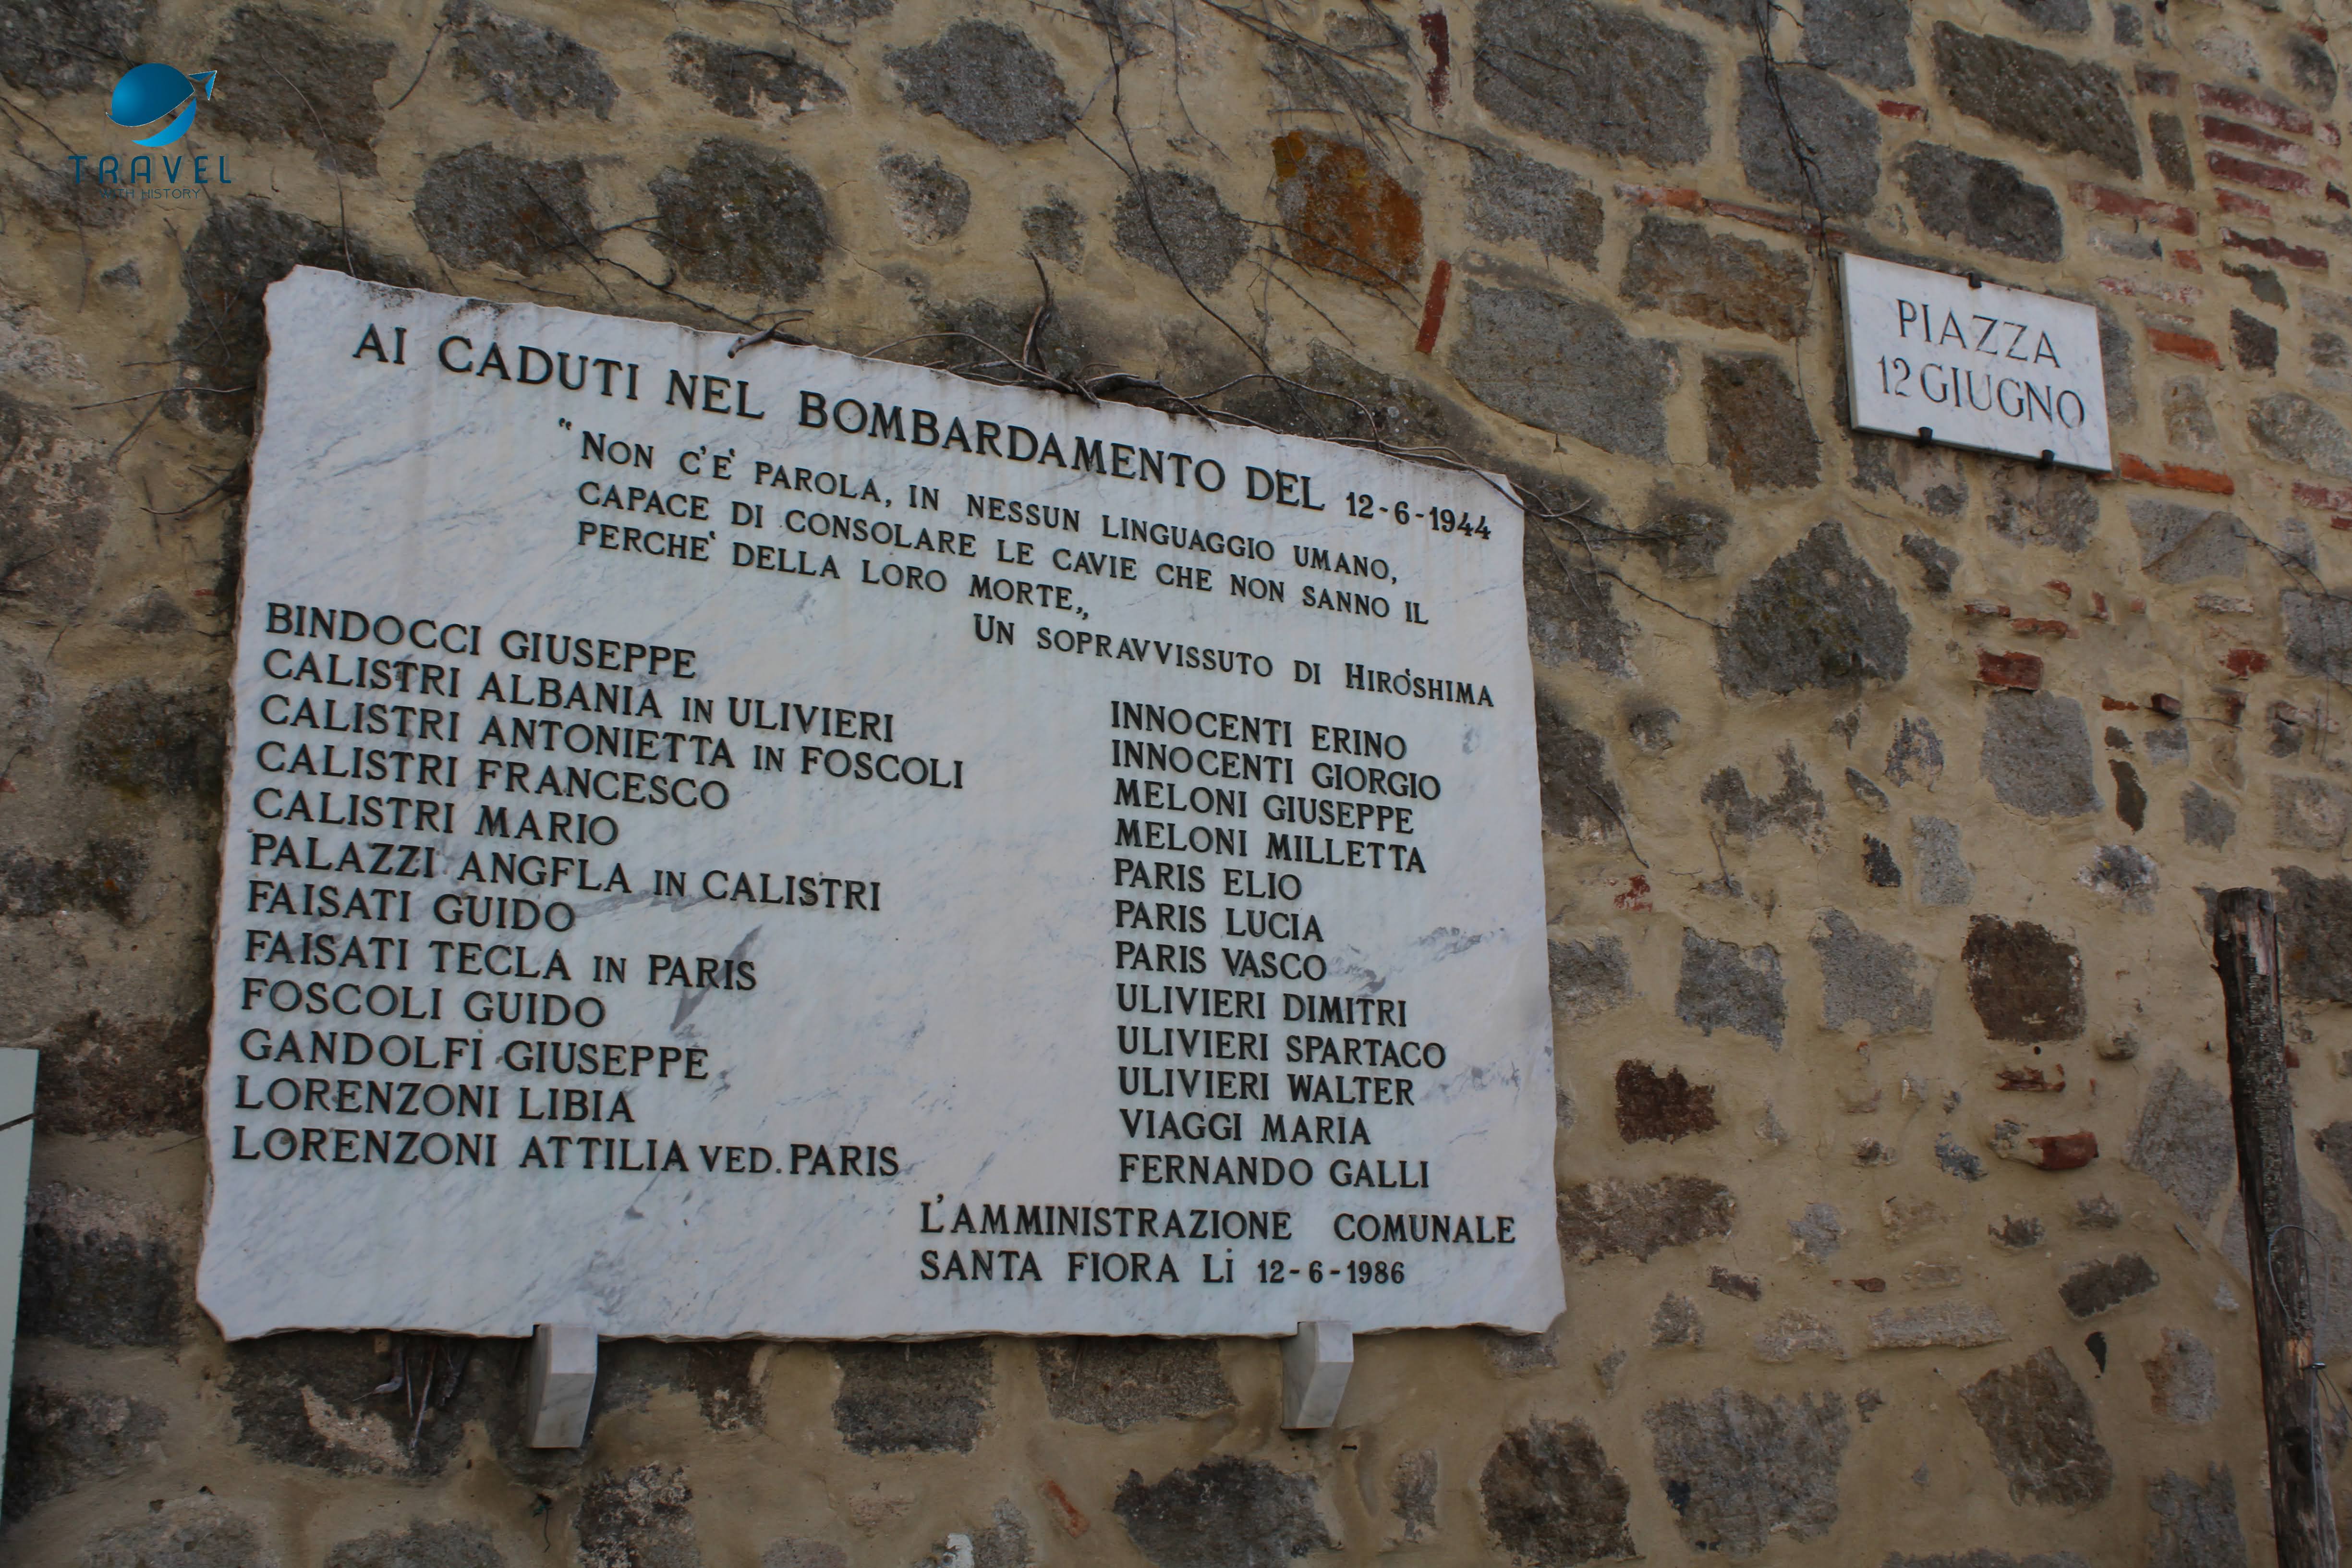 TRAVEL
WITH HISTORY
AI CADUTI NEL BOMBARDAMENTO DEL 12-6-1944
"NON C'È PAROLA, IN NESSUN LINGUAGGIO UMANO,
CAPACE DI CONSOLARE LE CAVIE CHE NON SANNO IL
PERCHE' DELLA LORO MORTE„
UN SOPRAVVISSUTO DI HIROSHIMA
BINDOCCI GIUSEPPE
CALISTRI ALBANIA IN ULIVIERI
CALISTRI ANTONIETTA IN FOSCOLI
CALISTRI FRANCESCO
CALISTRI MARIO
PALAZZI ANGFLA IN CALISTRI
FAISATI GUIDO
FAISATI TECLA IN PARIS
FOSCOLI GUIDO
GANDOLFI GIUSEPPE
LORENZONI LIBIA
LORENZONI ATTILIA VED. PARIS
INNOCENTI ERINO
INNOCENTI GIORGIO
MELONI GIUSEPPE
MELONI MILLETTA
PARIS ELIO
PARIS LUCIA
PARIS VASCO
ULIVIERI DIMITRI
ULIVIERI SPARTACO
ULIVIERI WALTER
VIAGGI MARIA
FERNANDO GALLI
L'AMMINISTRAZIONE COMUNALE
SANTA FIORA Lì 12-6-1986
PIAZZA
12 GIUGNO